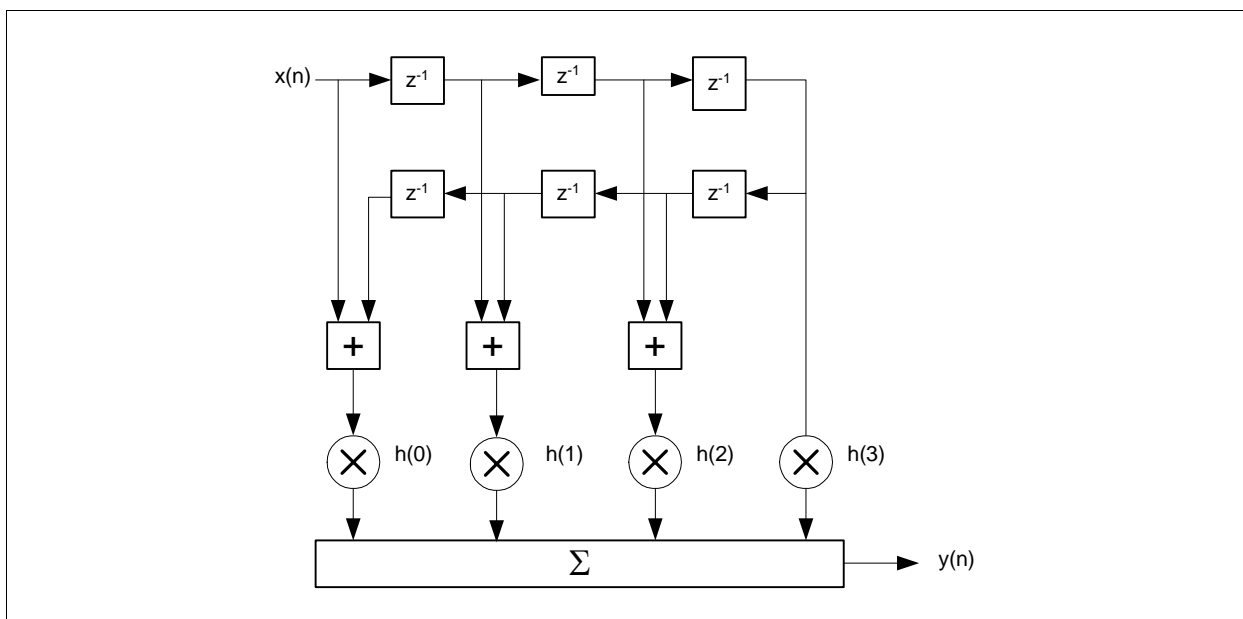 x(n) z⁻¹ z⁻¹ z⁻¹
z⁻¹ z⁻¹ z⁻¹
+ + +
h(0) h(1) h(2) h(3)
Σ y(n)